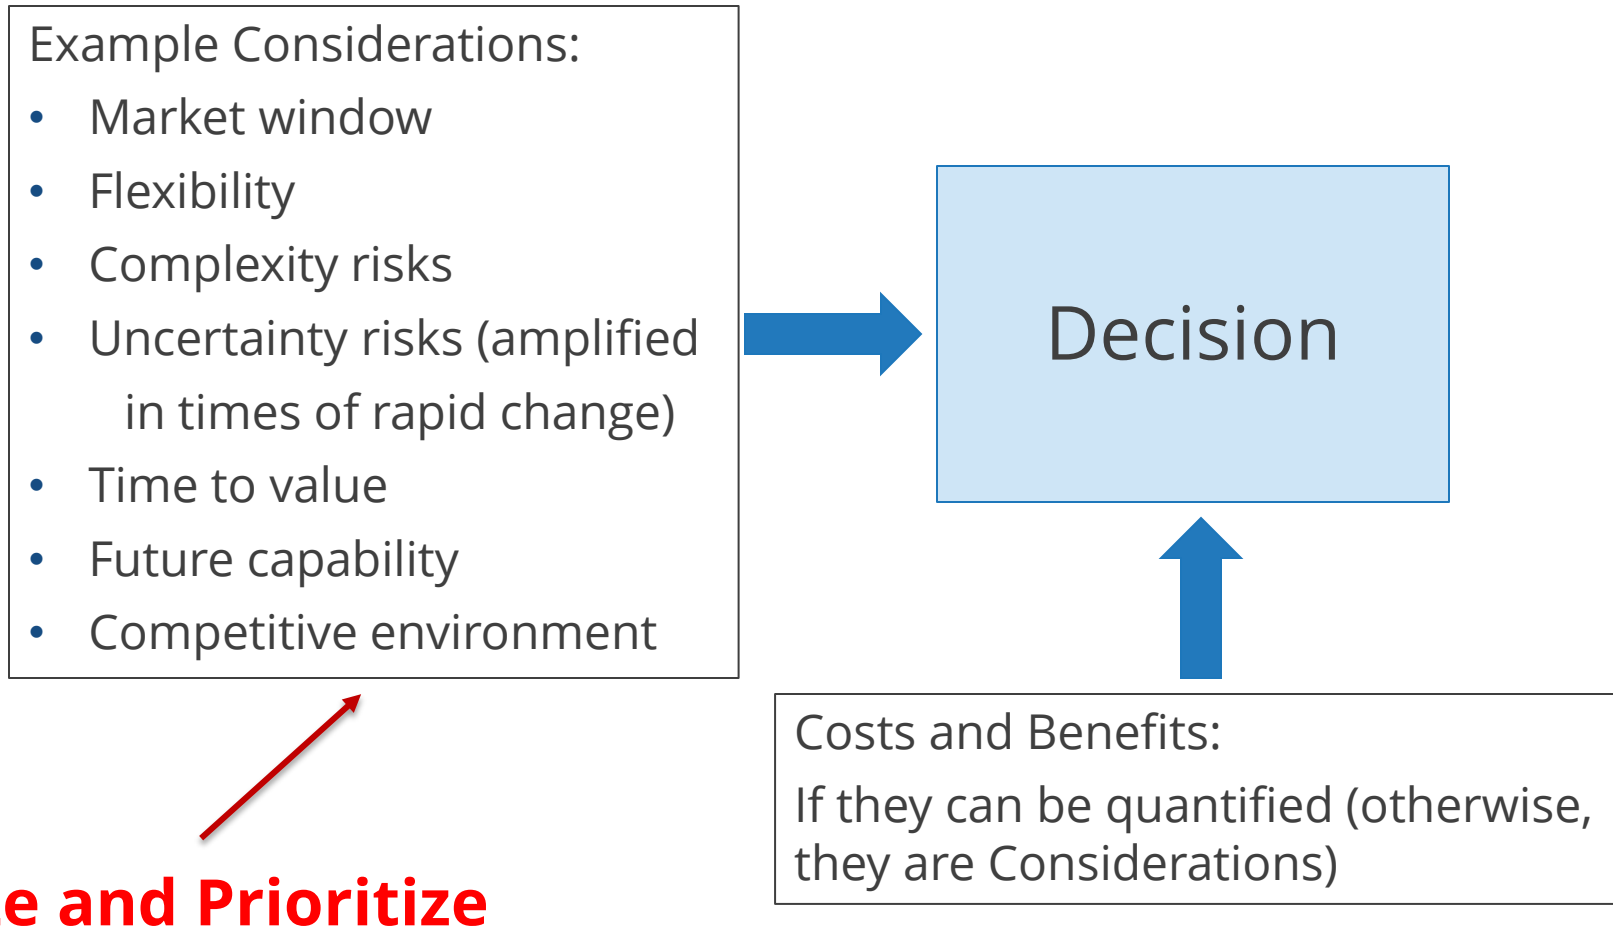 Example Considerations:
• Market window
• Flexibility
• Complexity risks
• Uncertainty risks (amplified
in times of rapid change)
• Time to value
• Future capability
• Competitive environment
Decision
Costs and Benefits:
If they can be quantified (otherwise,
they are Considerations)
and Prioritize